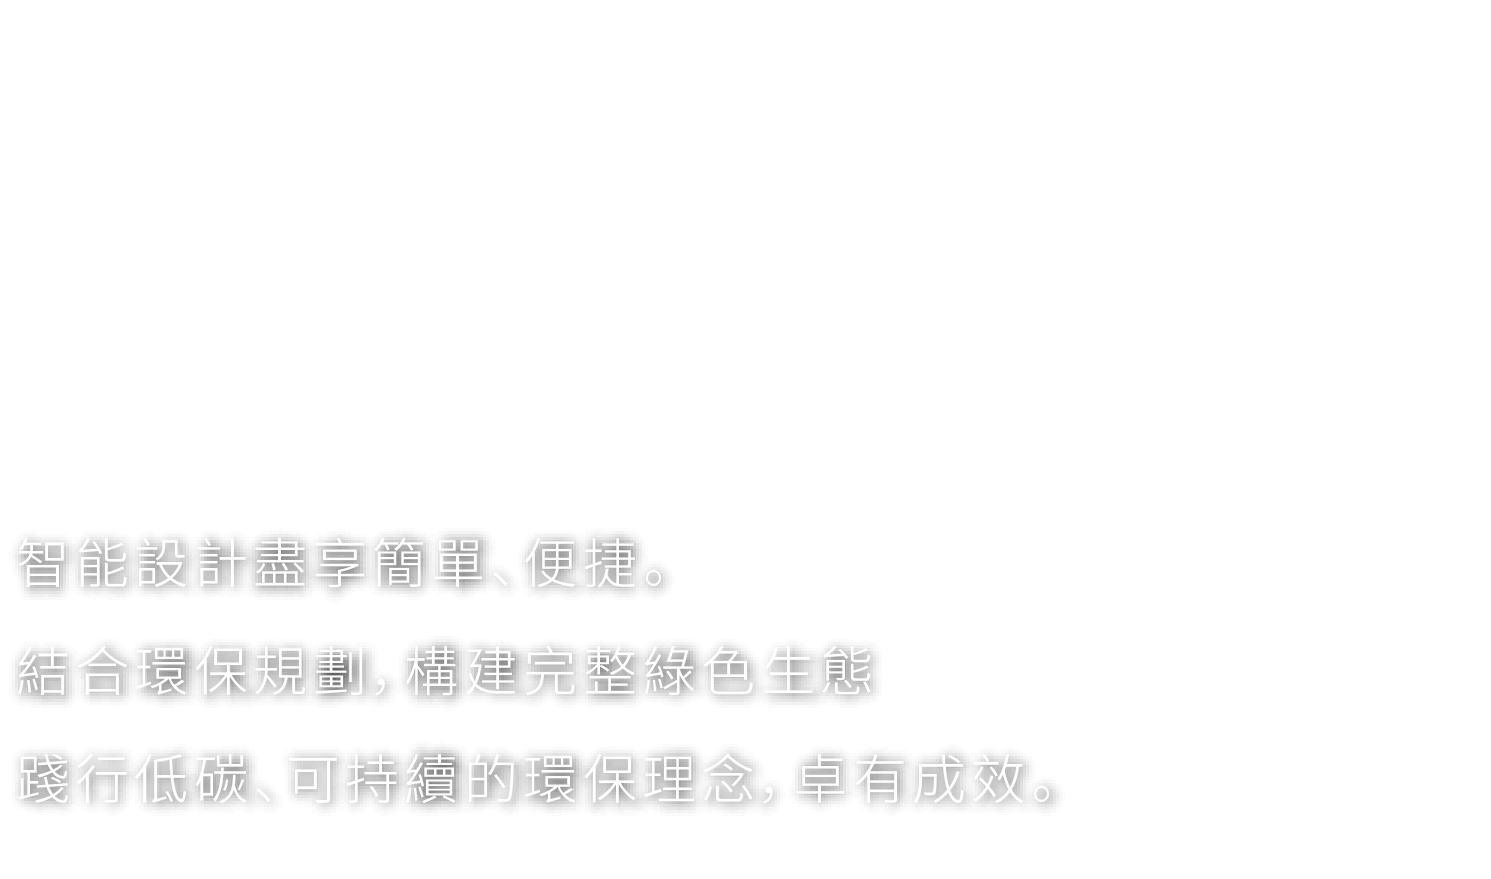 智能設計盡享簡單、便捷。
結合環保規劃，構建完整綠色生態
踐行低碳、可持續的環保理念，卓有成效。